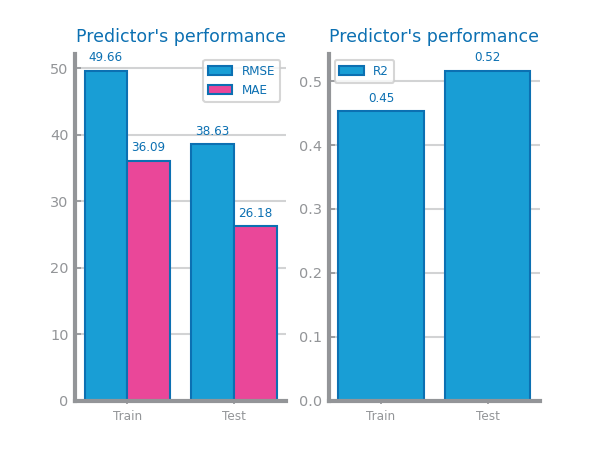 Predictor's performance
49.66
RMSE
MAE
36.09
38.63
26.18
50
40
30
20
10
0
Train
Test
Predictor's performance
R2
0.45
0.52
0.5
0.4
0.3
0.2
0.1
0.0
Train
Test